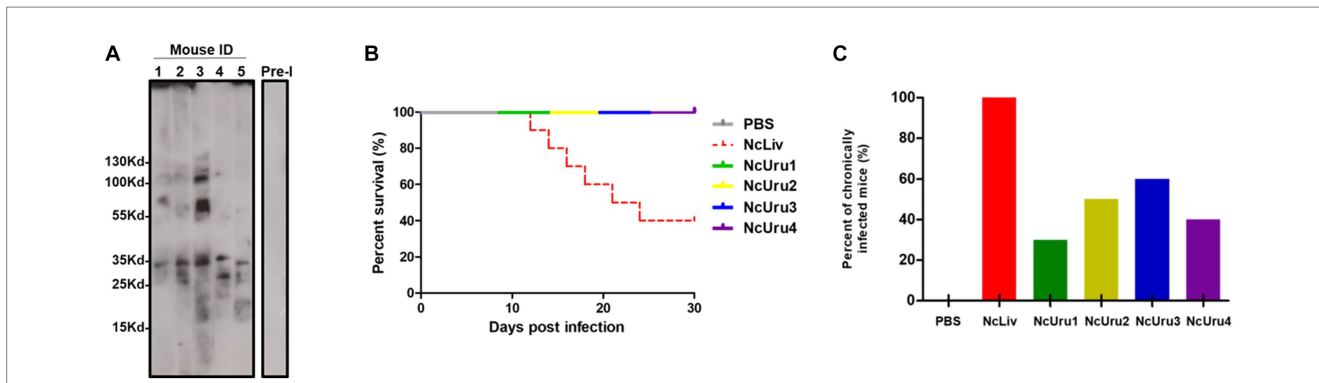 A
Mouse ID
1 2 3 4 5 Pre-I
130Kd
100Kd
55Kd
35Kd
25Kd
15Kd
B
Percent survival (%)
100
80
60
40
20
0
0 10 20 30
Days post infection
PBS
NcLiv
NcUru1
NcUru2
NcUru3
NcUru4
C
Percent of chronically
infected mice (%)
100
80
60
40
20
0
PBS NcLiv NcUru1 NcUru2 NcUru3 NcUru4